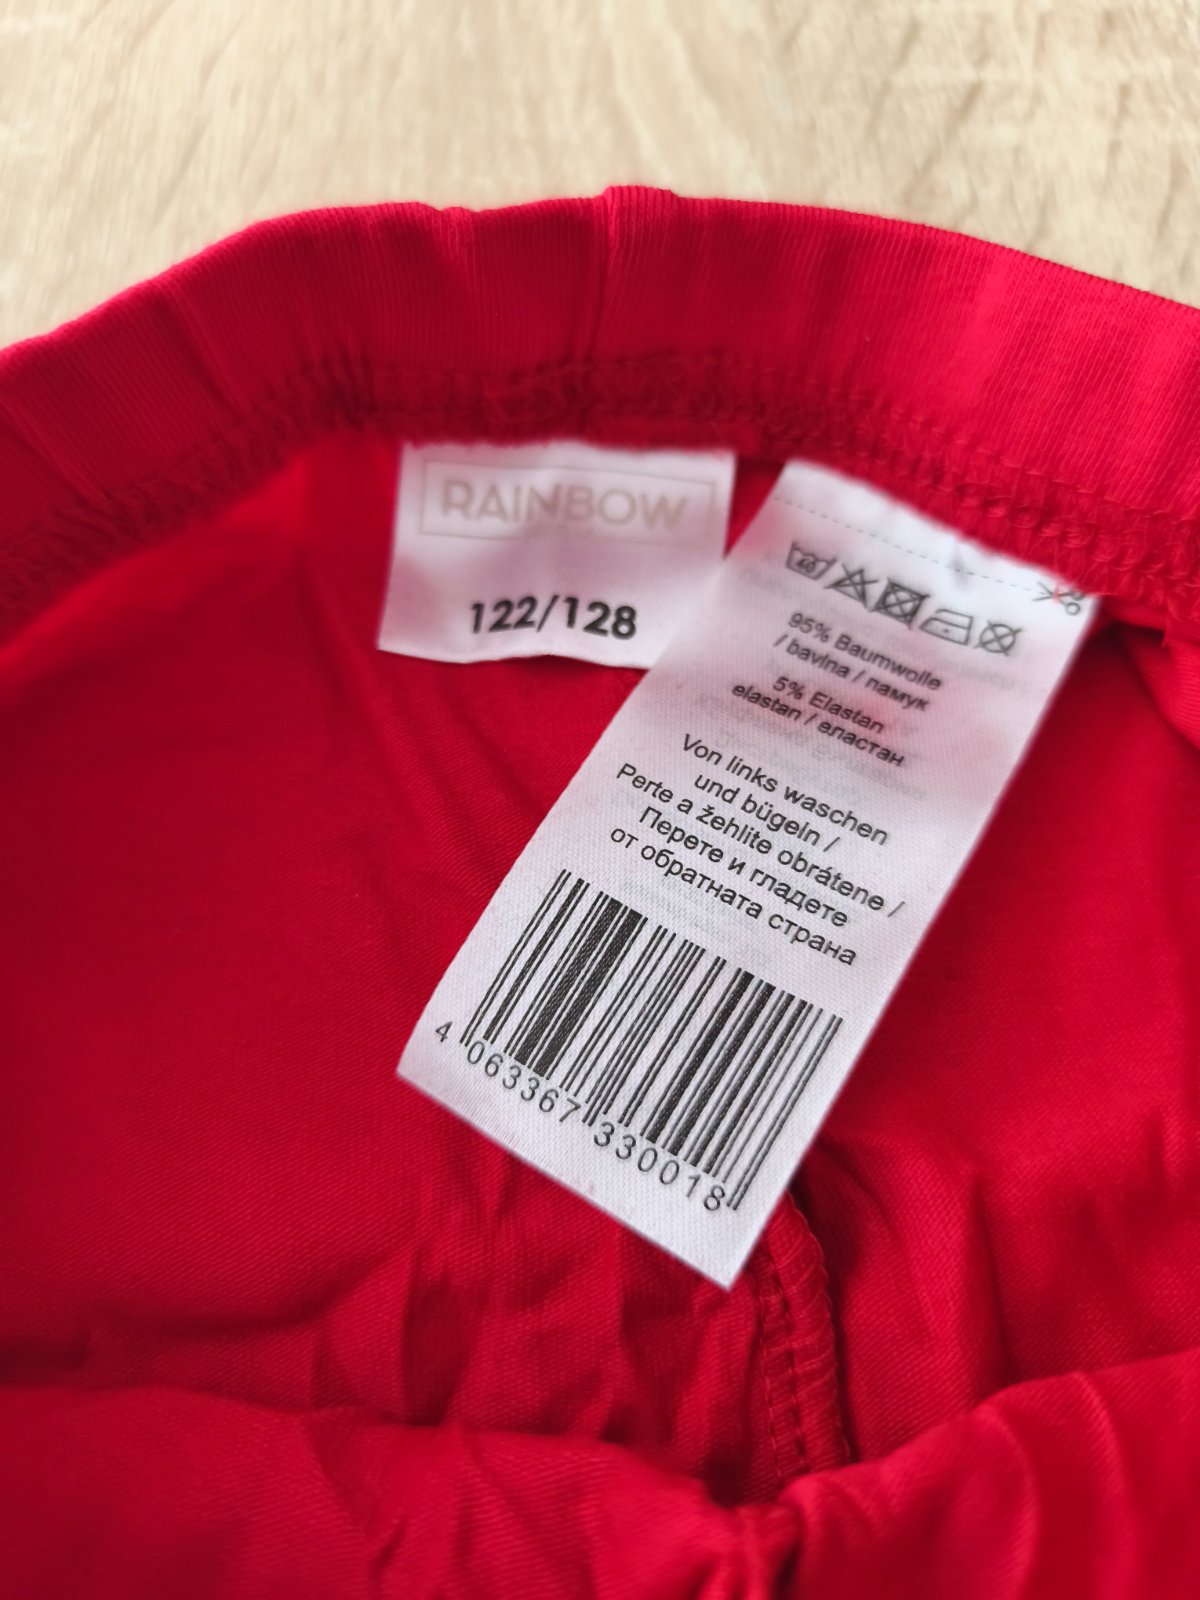 RAINBOW
122/128
40
95% Baumwolle
/ bavlna / памук
5% Elastan
elastan / еластан
Von links waschen
und bügeln /
Perte a žehlite obrátene /
Перете и гладете
от обратната страна
4 063367 330018